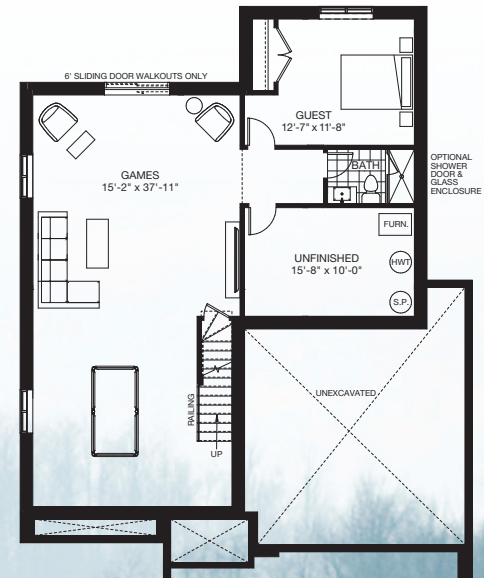 6' SLIDING DOOR WALKOUTS ONLY
GUEST
12'-7" x 11'-8"
GAMES
15'-2" x 37'-11"
BATH
OPTIONAL
SHOWER
DOOR &
GLASS
ENCLOSURE
FURN.
UNFINISHED
15'-8" x 10'-0"
HWT
S.P.
RAILING
UP
UNEXCAVATED